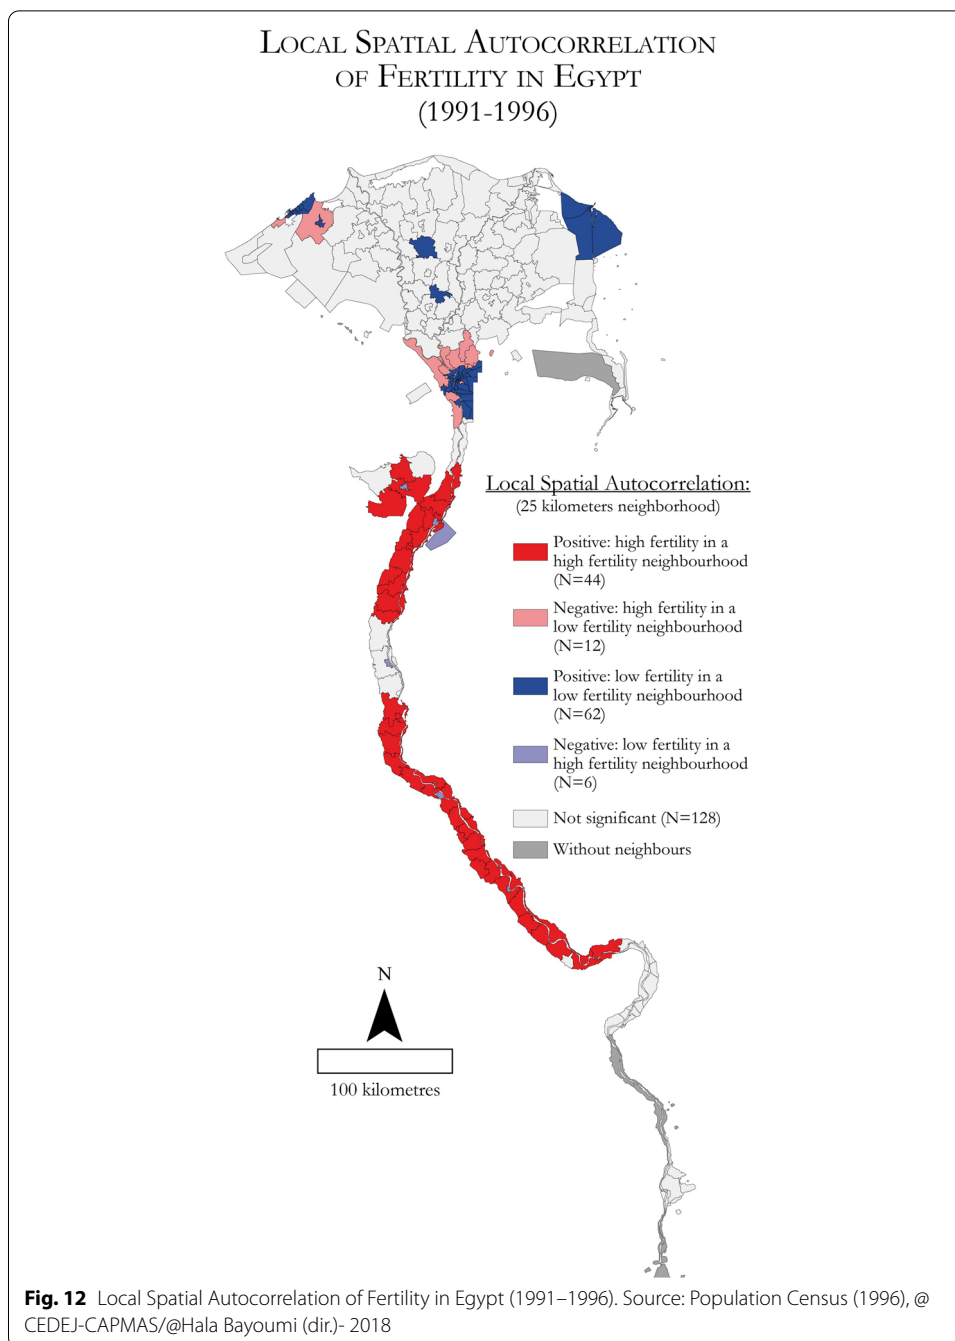 LOCAL SPATIAL AUTOCORRELATION
OF FERTILITY IN EGYPT
(1991-1996)
Local Spatial Autocorrelation:
(25 kilometers neighborhood)
Positive: high fertility in a
high fertility neighbourhood
(N=44)
Negative: high fertility in a
low fertility neighbourhood
(N=12)
Positive: low fertility in a
low fertility neighbourhood
(N=62)
Negative: low fertility in a
high fertility neighbourhood
(N=6)
Not significant (N=128)
Without neighbours
N
100 kilometres
Fig. 12 Local Spatial Autocorrelation of Fertility in Egypt (1991–1996). Source: Population Census (1996), @
CEDEJ-CAPMAS/@Hala Bayoumi (dir.)- 2018